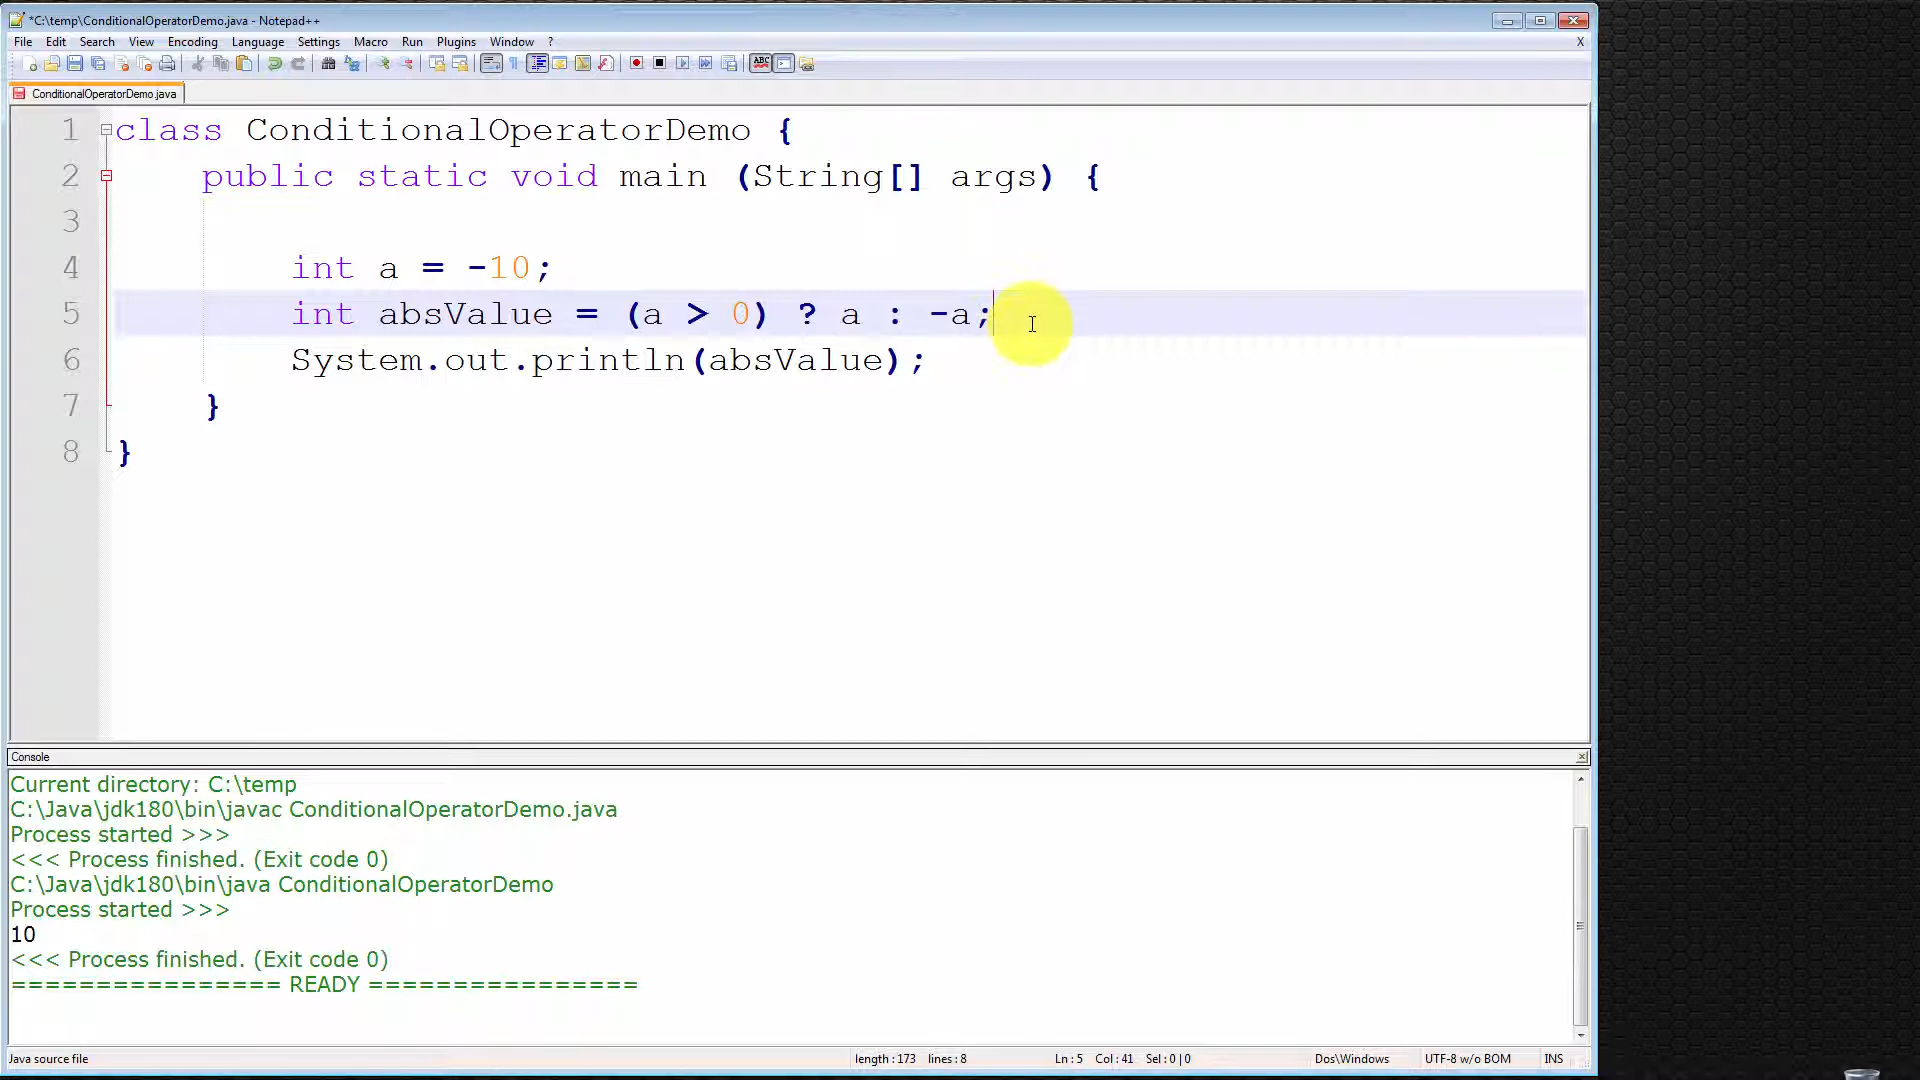 *C:\temp\ConditionalOperatorDemo.java - Notepad++
File Edit Search View Encoding Language Settings Macro Run Plugins Window ? X
ABC
ConditionalOperatorDemo.java
1 class ConditionalOperatorDemo {
2 public static void main (String[] args) {
3
4 int a = -10;
5 int absValue = (a > 0) ? a : -a;
6 System.out.println(absValue);
7 }
8 }
Console
Current directory: C:\temp
C:\Java\jdk180\bin\javac ConditionalOperatorDemo.java
Process started >>>
<<< Process finished. (Exit code 0)
C:\Java\jdk180\bin\java ConditionalOperatorDemo
Process started >>>
10
<<< Process finished. (Exit code 0)
================ READY ================
Java source file length : 173 lines : 8 Ln : 5 Col : 41 Sel : 0 | 0 Dos\Windows UTF-8 w/o BOM INS